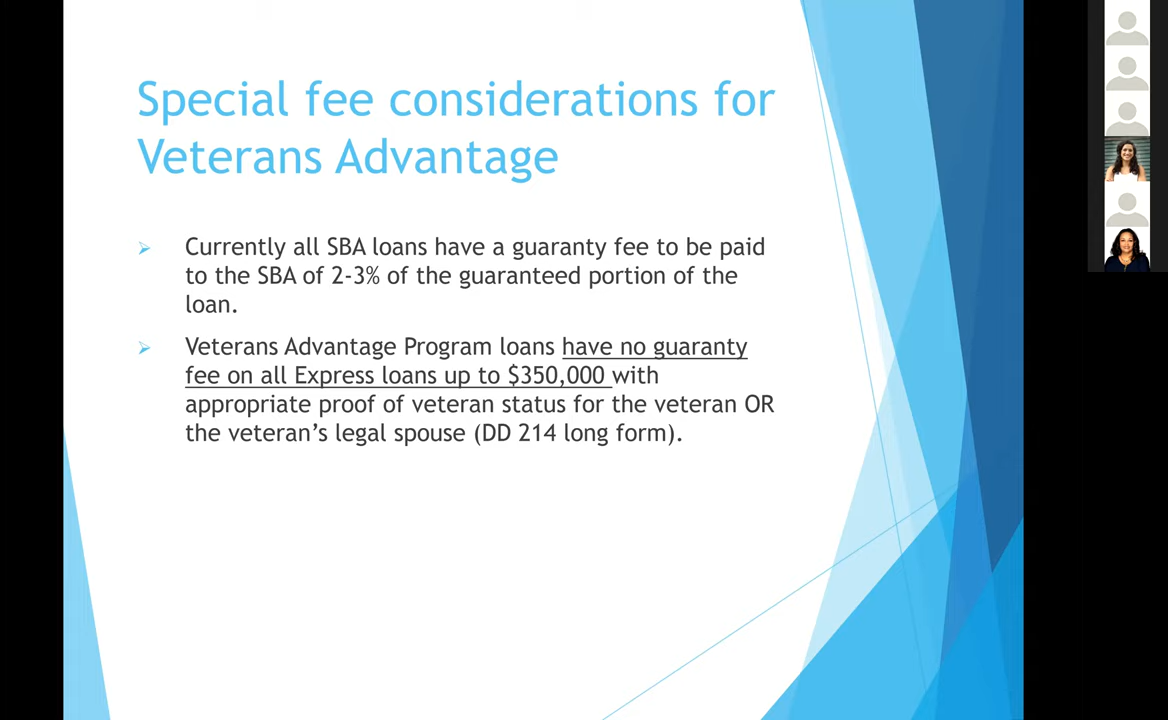 Special fee considerations for
Veterans Advantage
Currently all SBA loans have a guaranty fee to be paid
to the SBA of 2-3% of the guaranteed portion of the
loan.
Veterans Advantage Program loans have no guaranty
fee on all Express loans up to $350,000 with
appropriate proof of veteran status for the veteran OR
the veteran’s legal spouse (DD 214 long form).